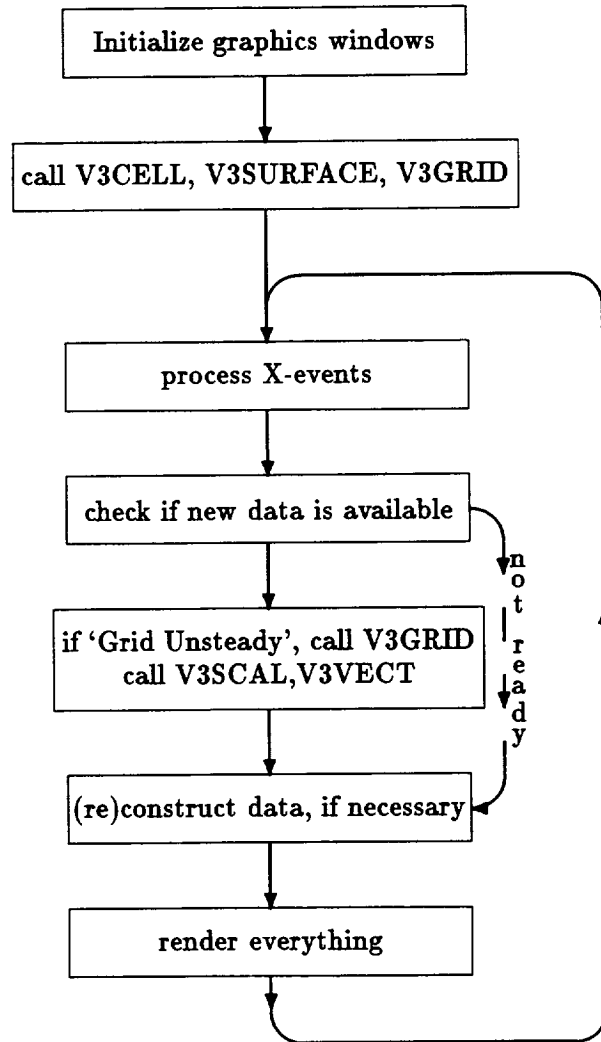 Initialize graphics windows
call V3CELL, V3SURFACE, V3GRID
process X-events
check if new data is available
not ready
if ‘Grid Unsteady’, call V3GRID
call V3SCAL,V3VECT
(re)construct data, if necessary
render everything